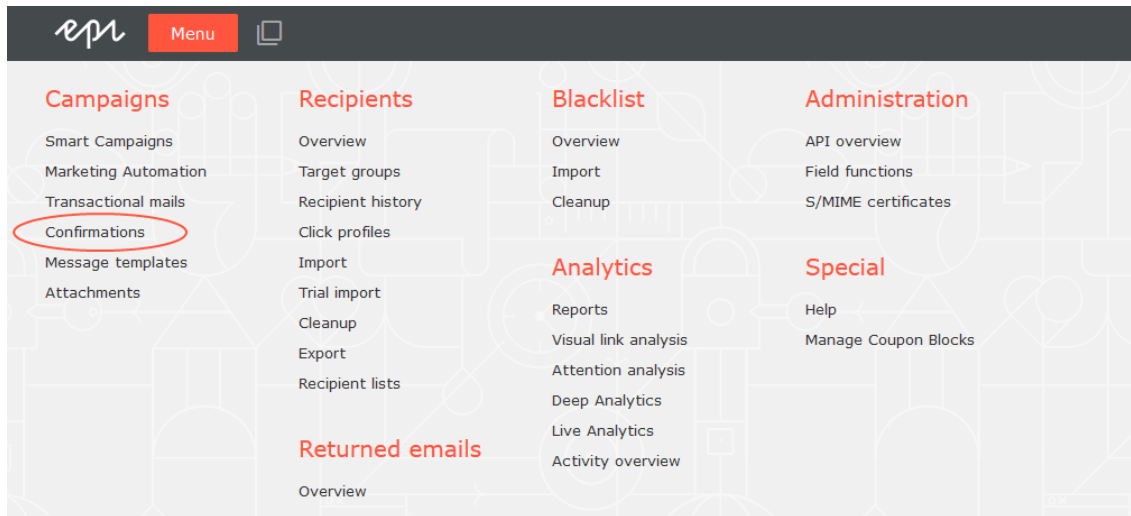 epi
Menu
Campaigns
Smart Campaigns
Marketing Automation
Transactional mails
Confirmations
Message templates
Attachments
Recipients
Overview
Target groups
Recipient history
Click profiles
Import
Trial import
Cleanup
Export
Recipient lists
Returned emails
Overview
Blacklist
Overview
Import
Cleanup
Analytics
Reports
Visual link analysis
Attention analysis
Deep Analytics
Live Analytics
Activity overview
Administration
API overview
Field functions
S/MIME certificates
Special
Help
Manage Coupon Blocks